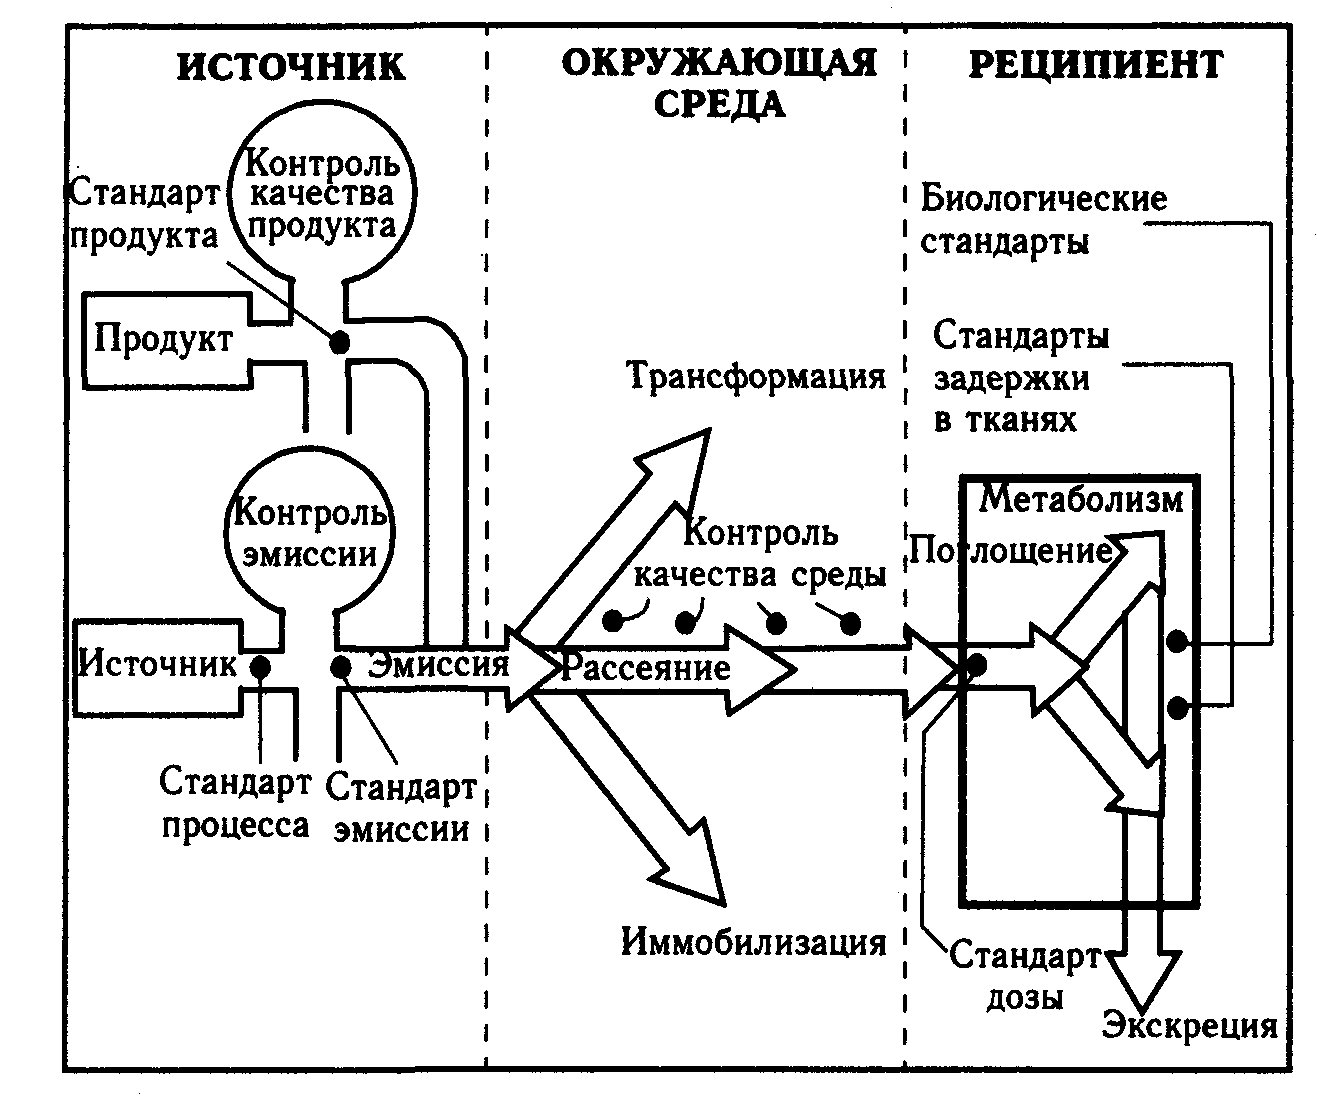 ИСТОЧНИК
ОКРУЖАЮЩАЯ
СРЕДА
РЕЦИПИЕНТ
Контроль
качества
продукта
Стандарт
продукта
Продукт
Контроль
эмиссии
Источник
Эмиссия
Стандарт
процесса
Стандарт
эмиссии
Трансформация
Контроль
качества среды
Рассеяние
Иммобилизация
Биологические
стандарты
Стандарты
задержки
в тканях
Метаболизм
Поглощение
Стандарт
дозы
Экскреция